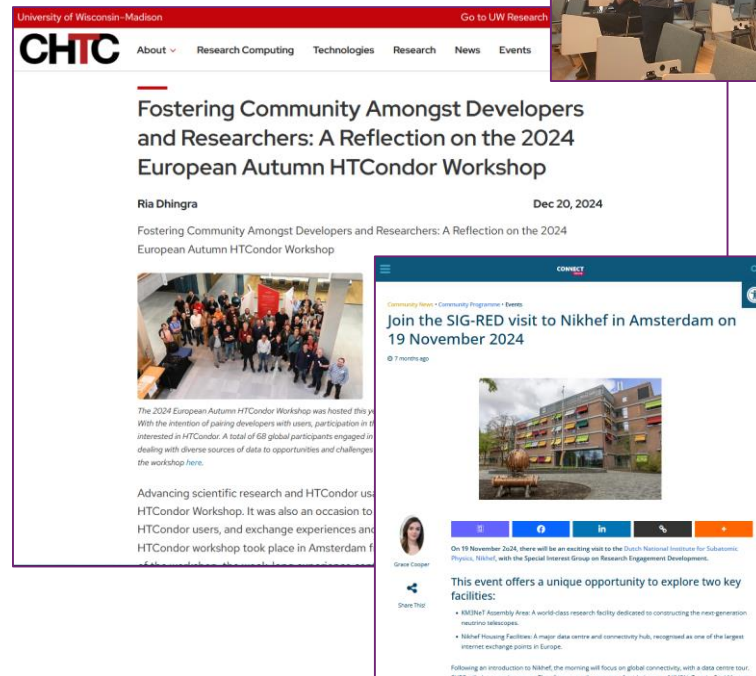 University of Wisconsin–Madison
Go to UW Research
CHTC
About
Research Computing
Technologies
Research
News
Events
Fostering Community Amongst Developers
and Researchers: A Reflection on the 2024
European Autumn HTCondor Workshop
Ria Dhingra
Dec 20, 2024
Fostering Community Amongst Developers and Researchers: A Reflection on the 2024
European Autumn HTCondor Workshop
The 2024 European Autumn HTCondor Workshop was hosted this
With the intention of pairing developers with users, participation in
interested in HTCondor. A total of 68 global participants engaged in
dealing with diverse sources of data to opportunities and challenges
the workshop here.
Advancing scientific research and HTCondor
HTCondor Workshop. It was also an occasion to
HTCondor users, and exchange experiences
HTCondor workshop took place in Amsterdam
CONNECT
Community News • Community Programme • Events
Join the SIG-RED visit to Nikhef in Amsterdam on
19 November 2024
7 months ago
Grace Cooper
Share This!
On 19 November 2o24, there will be an exciting visit to the Dutch National Institute for Subatomic
Physics, Nikhef, with the Special Interest Group on Research Engagement Development.
This event offers a unique opportunity to explore two key
facilities:
• KM3NeT Assembly Area: A world-class research facility dedicated to constructing the next-generation
neutrino telescopes.
• Nikhef Housing Facilities: A major data centre and connectivity hub, recognised as one of the largest
internet exchange points in Europe.
Following an introduction to Nikhef, the morning will focus on global connectivity, with a data centre tour.